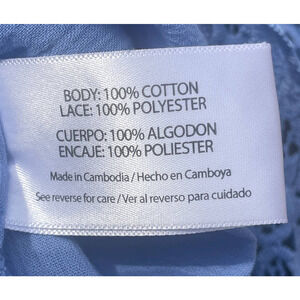 BODY: 100% COTTON
LACE: 100% POLYESTER
CUERPO: 100% ALGODON
ENCAJE: 100% POLIESTER
Made in Cambodia / Hecho en Camboya
See reverse for care / Ver al reverso para cuidado